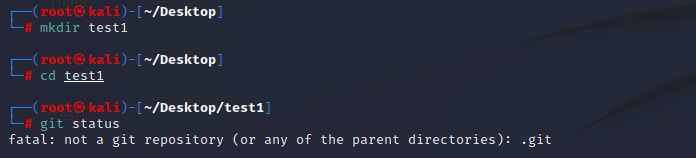 ┌──(root㉿kali)-[~/Desktop]
└─# mkdir test1
┌──(root㉿kali)-[~/Desktop]
└─# cd test1
┌──(root㉿kali)-[~/Desktop/test1]
└─# git status
fatal: not a git repository (or any of the parent directories): .git